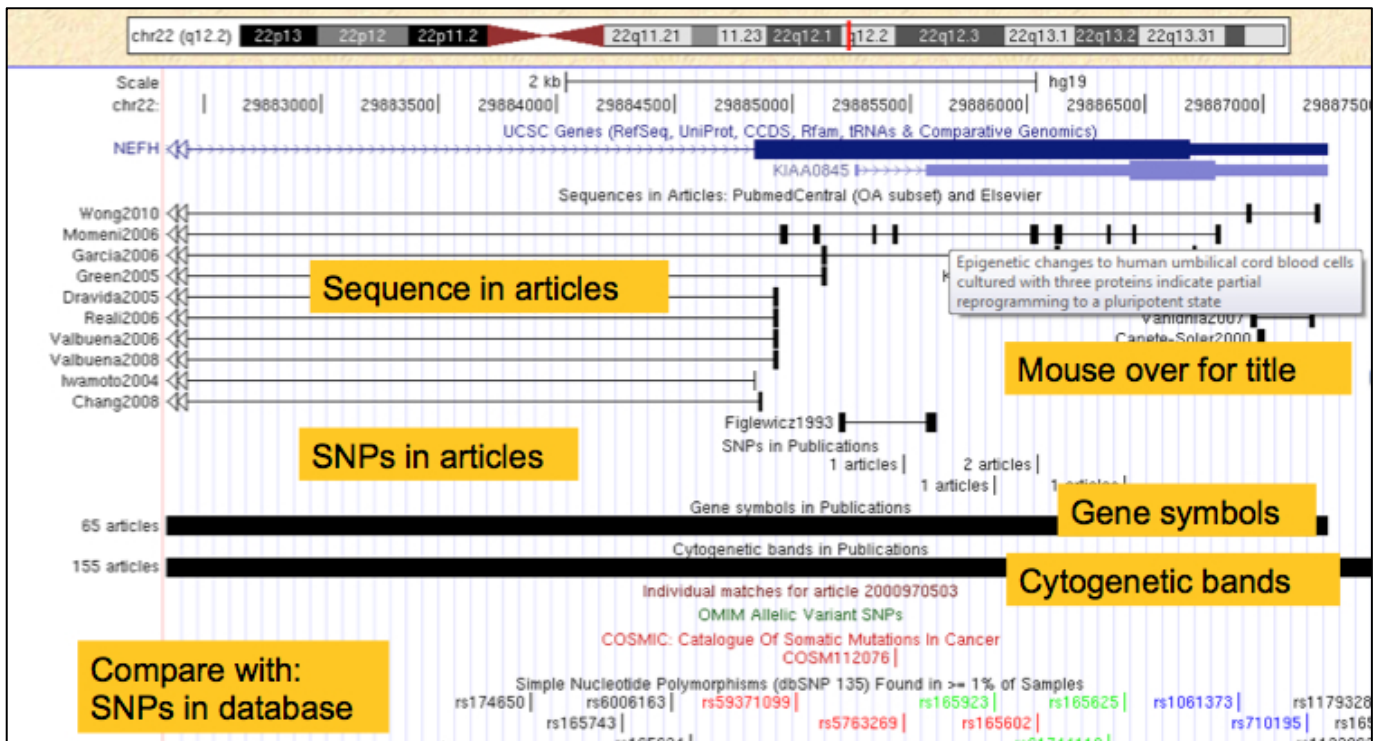 chr22 (q12.2) 22p13 22p12 22p11.2 22q11.21 11.23 22q12.1 q12.2 22q12.3 22q13.1 22q13.2 22q13.31
Scale 2 kb hg19
chr22: 29883000 29883500 29884000 29884500 29885000 29885500 29886000 29886500 29887000 29887500
UCSC Genes (RefSeq, UniProt, CCDS, Rfam, tRNAs & Comparative Genomics)
NEFH
KIAA0845
Sequences in Articles: PubmedCentral (OA subset) and Elsevier
Wong2010
Momeni2006
Garcia2006
Epigenetic changes to human umbilical cord blood cells
cultured with three proteins indicate partial
reprogramming to a pluripotent state
Green2005
Sequence in articles
Dravida2005
Reali2006 Vanidnia2007
Valbuena2006 Canete-Soler2000
Valbuena2008
Mouse over for title
Iwamoto2004
Chang2008
Figlewicz1993
SNPs in Publications
SNPs in articles
1 articles 2 articles
1 articles 1 articles
Gene symbols in Publications
65 articles
Gene symbols
Cytogenetic bands in Publications
155 articles
Cytogenetic bands
Individual matches for article 2000970503
OMIM Allelic Variant SNPs
COSMIC: Catalogue Of Somatic Mutations In Cancer
COSM112076
Compare with:
SNPs in database
Simple Nucleotide Polymorphisms (dbSNP 135) Found in >= 1% of Samples
rs174650 rs6006163 rs59371099 rs165923 rs165625 rs1061373 rs1179328
rs165743 rs5763269 rs165602 rs710195 rs165